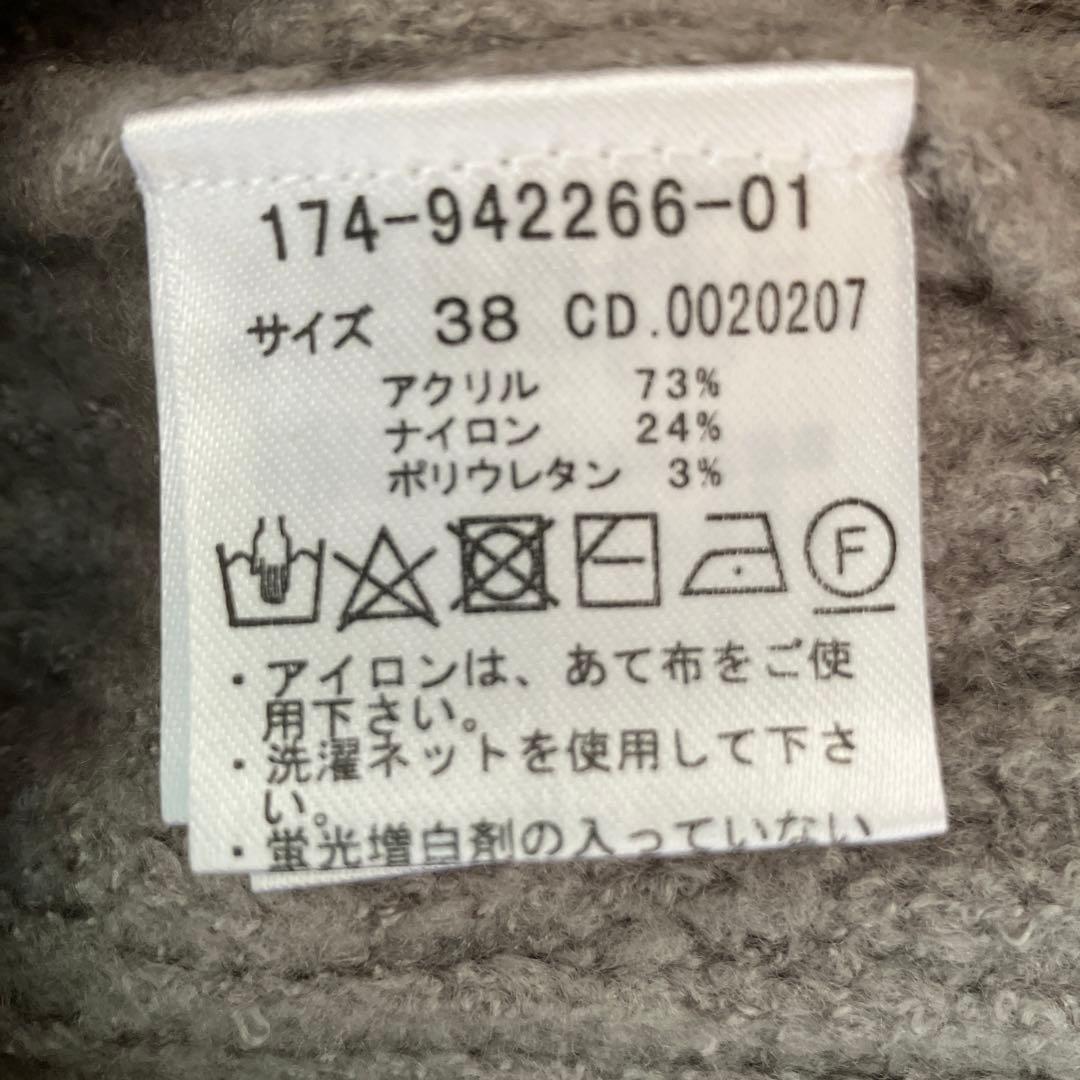 174-942266-01
サイズ 38 CD.0020207
アクリル 73%
ナイロン 24%
ポリウレタン 3%
F
・アイロンは、あて布をご使
用下さい。
・洗濯ネットを使用して下さ
い。
・蛍光増白剤の入っていない